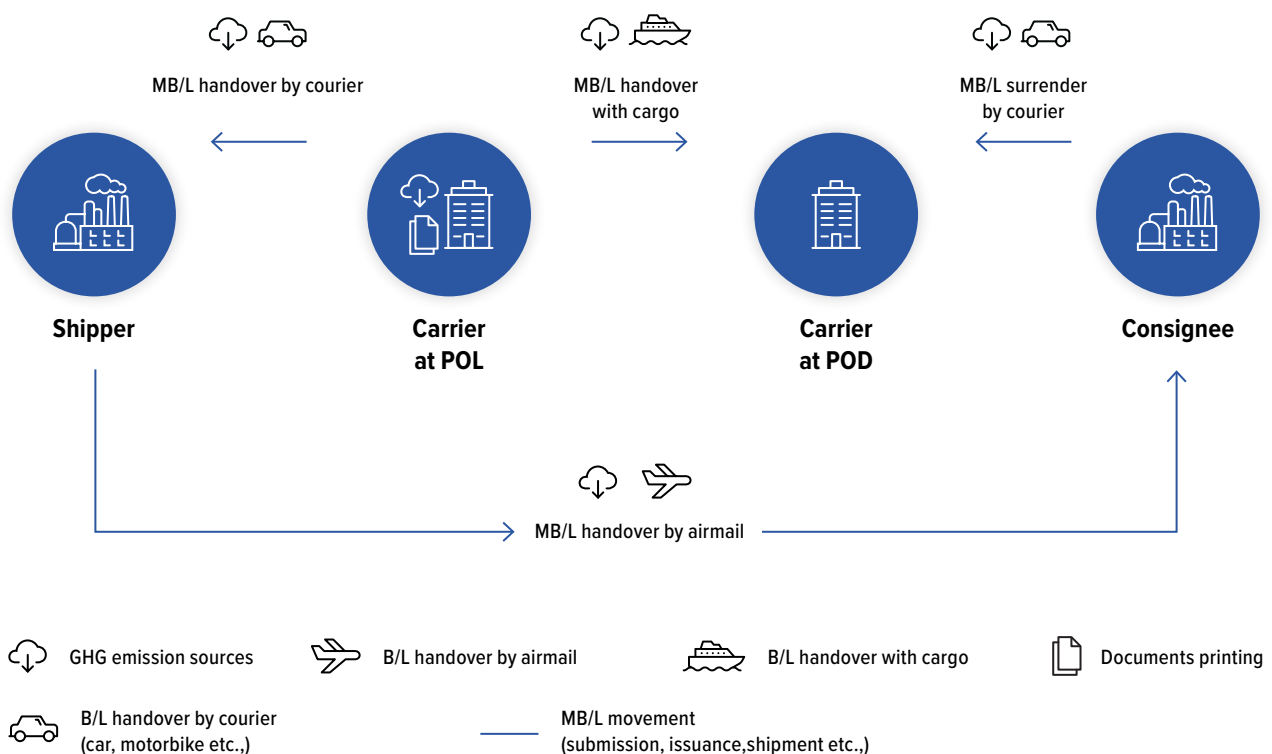 MB/L handover by courier
MB/L handover
with cargo
MB/L surrender
by courier
Shipper
Carrier
at POL
Carrier
at POD
Consignee
MB/L handover by airmail
GHG emission sources
B/L handover by airmail
B/L handover with cargo
Documents printing
B/L handover by courier
(car, motorbike etc.,)
MB/L movement
(submission, issuance,shipment etc.,)